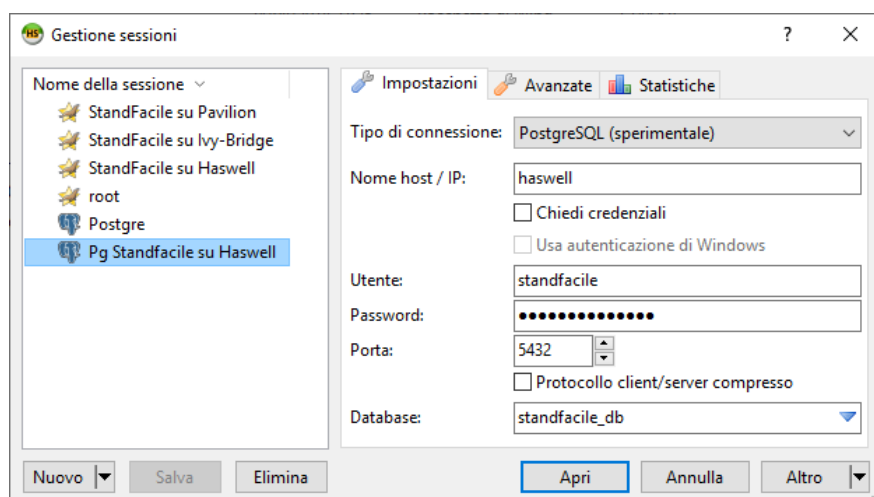 HS Gestione sessioni ?
Nome della sessione
StandFacile su Pavilion
StandFacile su Ivy-Bridge
StandFacile su Haswell
root
Postgre
Pg Standfacile su Haswell
Nuovo Salva Elimina
Impostazioni Avanzate Statistiche
Tipo di connessione: PostgreSQL (sperimentale)
Nome host / IP: haswell
Chiedi credenziali
Usa autenticazione di Windows
Utente: standfacile
Password: ●●●●●●●●●●●●●●
Porta: 5432
Protocollo client/server compresso
Database: standfacile_db
Apri Annulla Altro